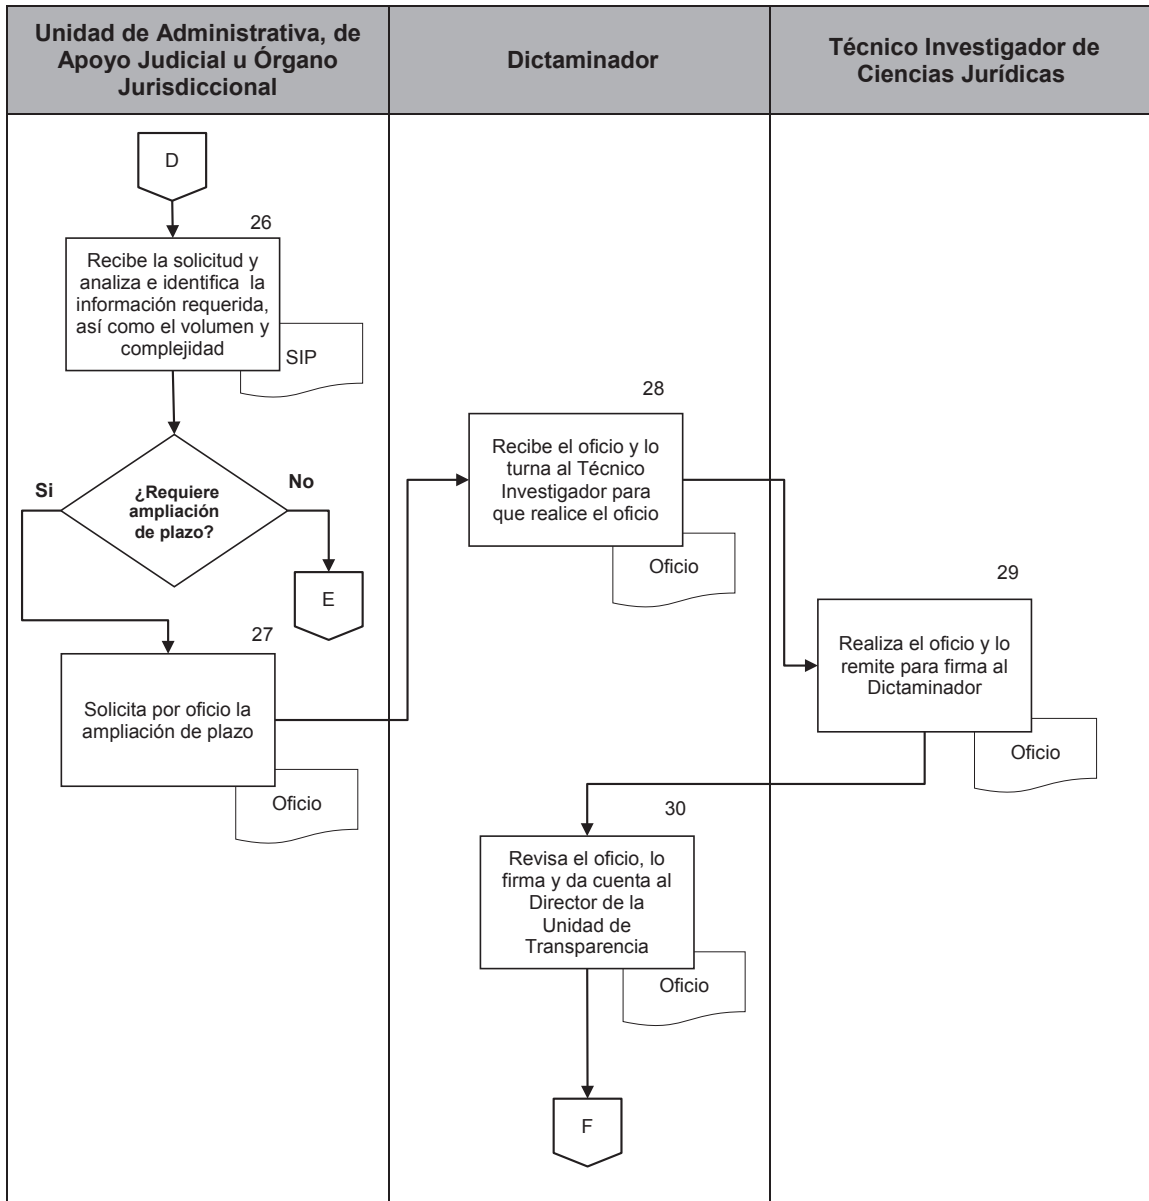 Unidad de Administrativa, de
Apoyo Judicial u Órgano
Jurisdiccional
Dictaminador
Técnico Investigador de
Ciencias Jurídicas
D
26
Recibe la solicitud y
analiza e identifica la
información requerida,
así como el volumen y
complejidad
SIP
¿Requiere
ampliación
de plazo?
Si
No
E
27
Solicita por oficio la
ampliación de plazo
Oficio
28
Recibe el oficio y lo
turna al Técnico
Investigador para
que realice el oficio
Oficio
29
Realiza el oficio y lo
remite para firma al
Dictaminador
Oficio
30
Revisa el oficio, lo
firma y da cuenta al
Director de la
Unidad de
Transparencia
Oficio
F